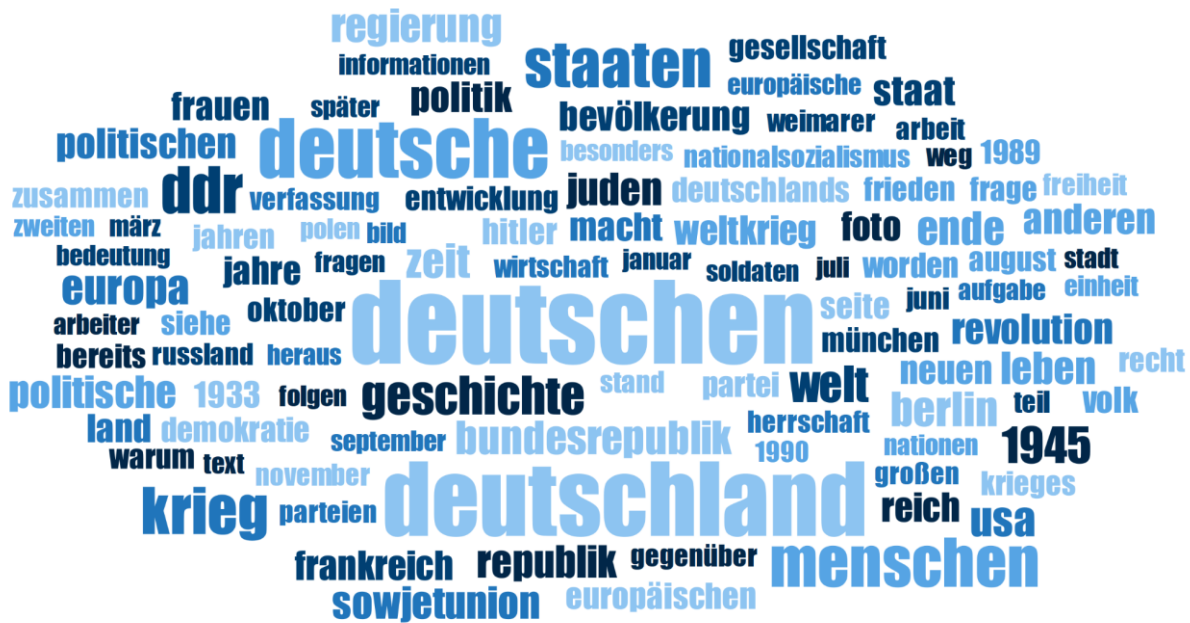 regierung
informationen
staaten
gesellschaft
europäische
staat
frauen
später
politik
bevölkerung
weimarer
arbeit
politischen
deutsche
besonders
nationalsozialismus
weg
1989
zusammen
ddr
verfassung
entwicklung
juden
deutschlands
frieden
frage
freiheit
zweiten
märz
jahren
polen
bild
hitler
macht
weltkrieg
foto
ende
anderen
bedeutung
jahre
fragen
zeit
wirtschaft
januar
soldaten
juli
worden
august
stadt
europa
oktober
deutschen
seite
juni
aufgabe
einheit
arbeiter
siehe
münchen
revolution
bereits
russland
heraus
neuen
leben
recht
politische
1933
folgen
geschichte
stand
partei
welt
berlin
teil
volk
land
demokratie
september
bundesrepublik
herrschaft
1990
nationen
1945
warum
text
november
deutschland
großen
krieges
krieg
parteien
reich
usa
frankreich
republik
gegenüber
menschen
sowjetunion
europäischen